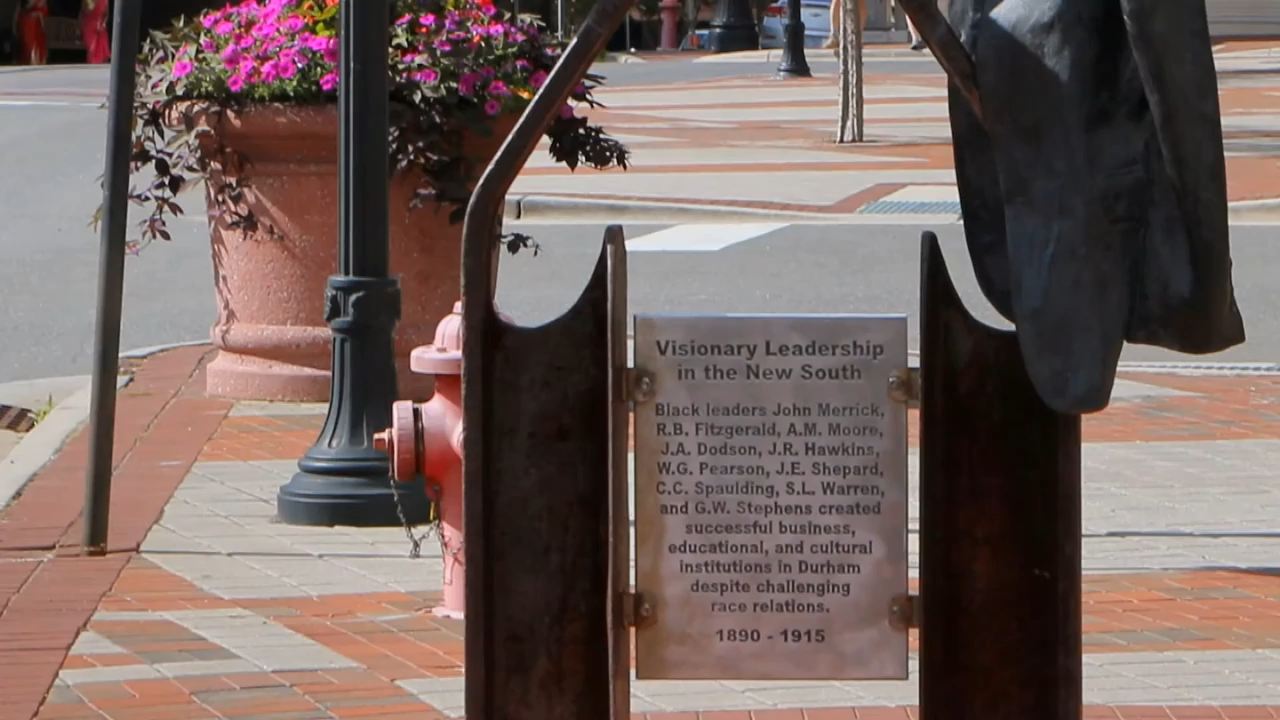 Visionary Leadership
in the New South
Black leaders John Merrick,
R.B. Fitzgerald, A.M. Moore,
J.A. Dodson, J.R. Hawkins,
W.G. Pearson, J.E. Shepard,
C.C. Spaulding, S.L. Warren,
and G.W. Stephens created
successful business,
educational, and cultural
institutions in Durham
despite challenging
race relations.
1890 - 1915